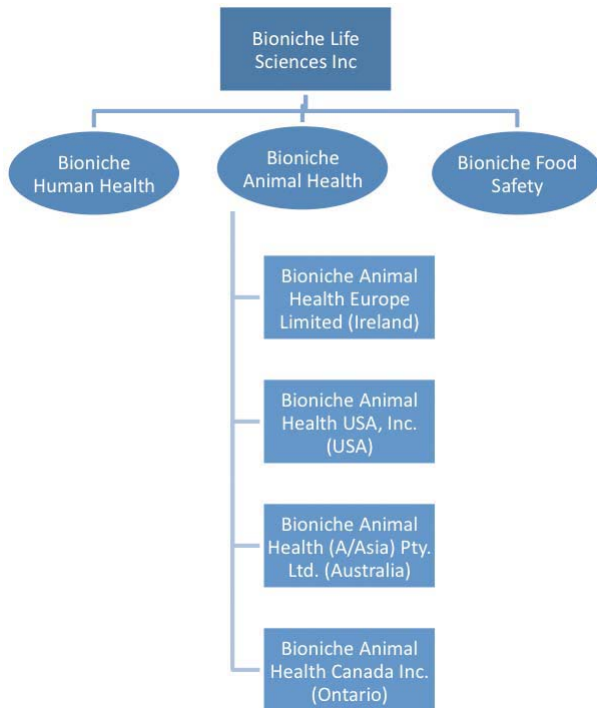 Bioniche Life
Sciences Inc
Bioniche
Human Health
Bioniche
Animal Health
Bioniche Food
Safety
Bioniche Animal
Health Europe
Limited (Ireland)
Bioniche Animal
Health USA, Inc.
(USA)
Bioniche Animal
Health (A/Asia) Pty.
Ltd. (Australia)
Bioniche Animal
Health Canada Inc.
(Ontario)